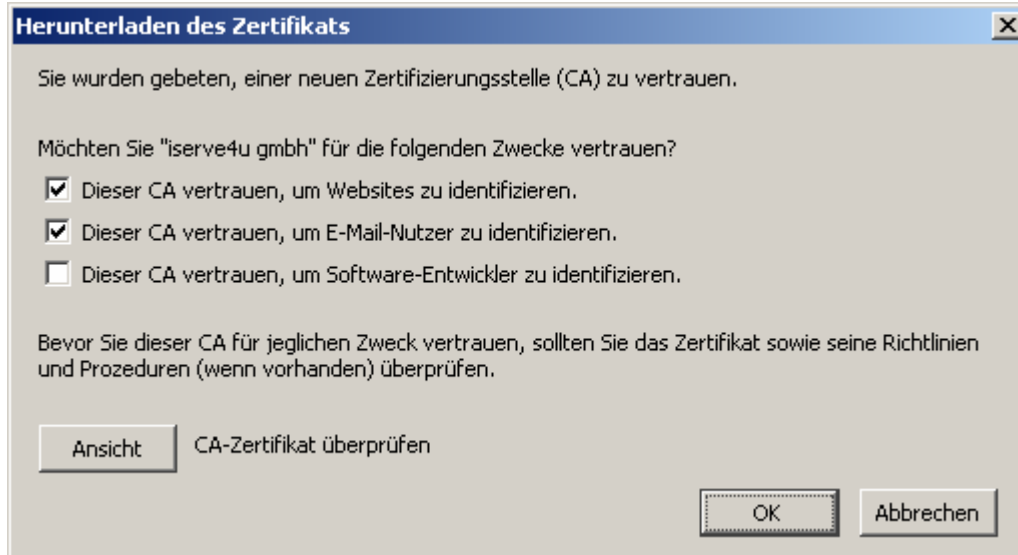 Herunterladen des Zertifikats
Sie wurden gebeten, einer neuen Zertifizierungsstelle (CA) zu vertrauen.
Möchten Sie "iserve4u gmbh" für die folgenden Zwecke vertrauen?
Dieser CA vertrauen, um Websites zu identifizieren.
Dieser CA vertrauen, um E-Mail-Nutzer zu identifizieren.
Dieser CA vertrauen, um Software-Entwickler zu identifizieren.
Bevor Sie dieser CA für jeglichen Zweck vertrauen, sollten Sie das Zertifikat sowie seine Richtlinien
und Prozeduren (wenn vorhanden) überprüfen.
Ansicht CA-Zertifikat überprüfen
OK Abbrechen